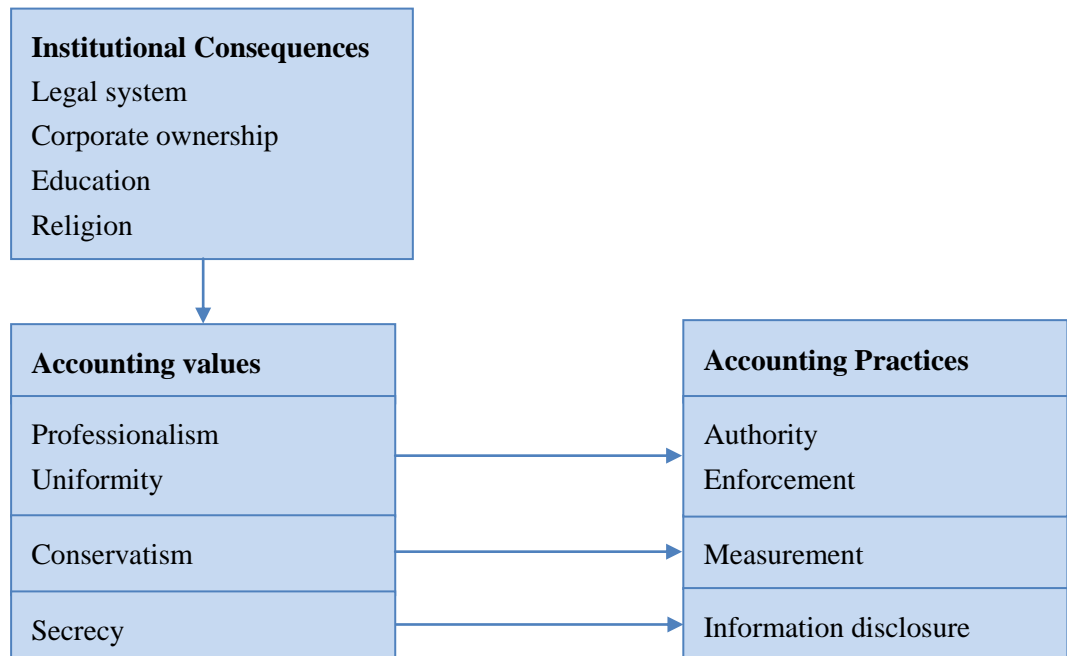 Institutional Consequences
Legal system
Corporate ownership
Education
Religion
Accounting values
Professionalism
Uniformity
Conservatism
Secrecy
Accounting Practices
Authority
Enforcement
Measurement
Information disclosure